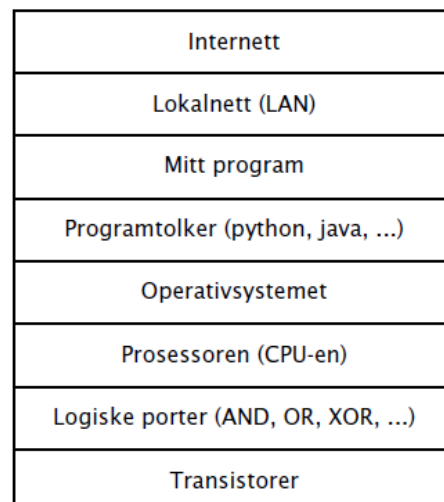 Internett
Lokalnett (LAN)
Mitt program
Programtolker (python, java, ...)
Operativsystemet
Prosessoren (CPU-en)
Logiske porter (AND, OR, XOR, ...)
Transistorer